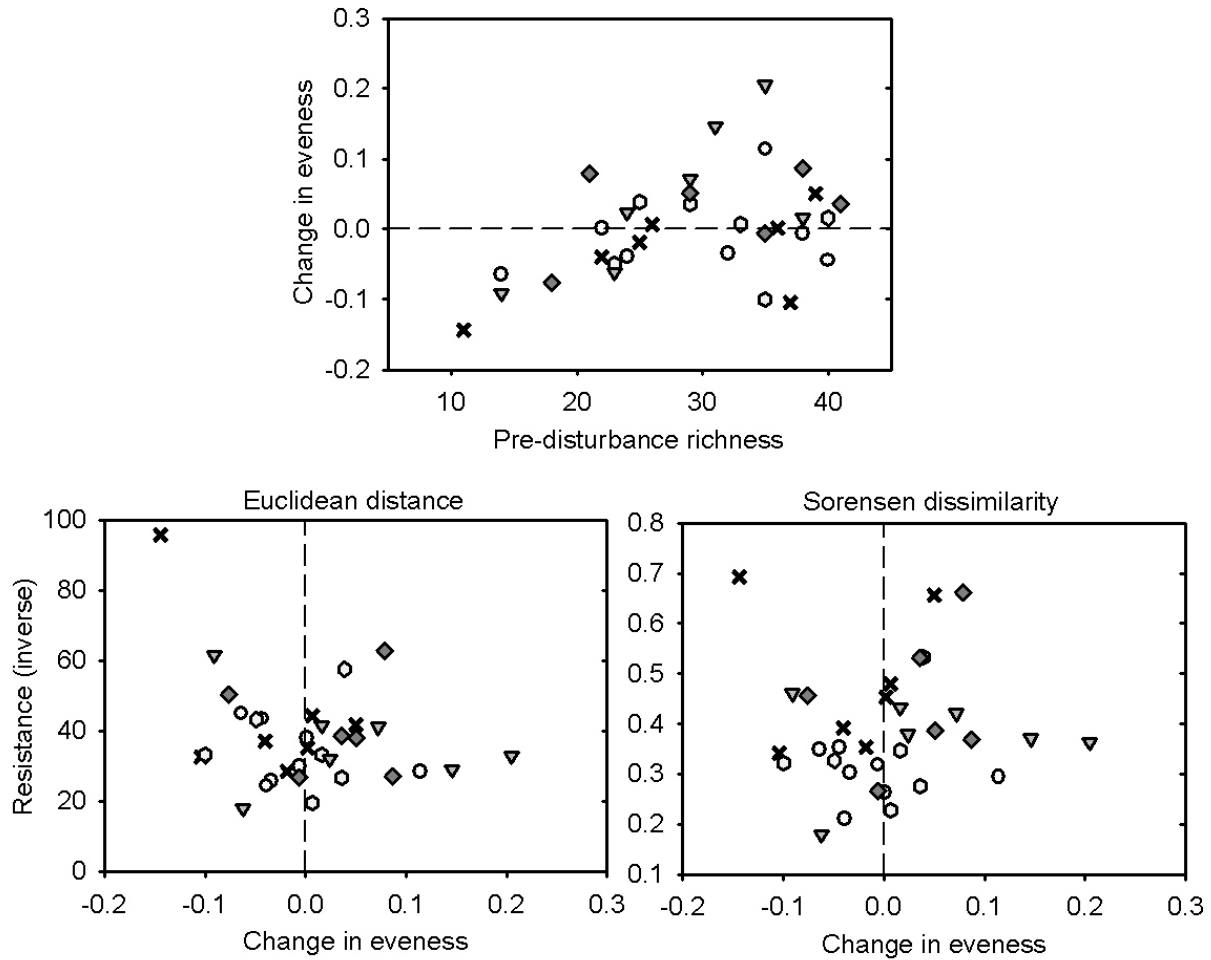 0.3
0.2
0.1
0.0
-0.1
-0.2
Change in eveness
10 20 30 40
Pre-disturbance richness
Euclidean distance
100
80
60
40
20
0
Resistance (inverse)
-0.2 -0.1 0.0 0.1 0.2 0.3
Change in eveness
Sorensen dissimilarity
0.8
0.7
0.6
0.5
0.4
0.3
0.2
0.1
-0.2 -0.1 0.0 0.1 0.2 0.3
Change in eveness